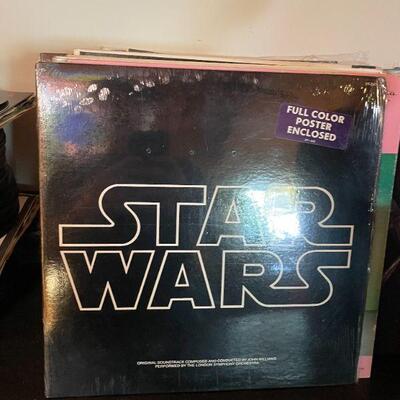 FULL COLOR
POSTER
ENCLOSED
STAR
WARS
ORIGINAL SOUNDTRACK COMPOSED AND CONDUCTED BY JOHN WILLIAMS
PERFORMED BY THE LONDON SYMPHONY ORCHESTRA